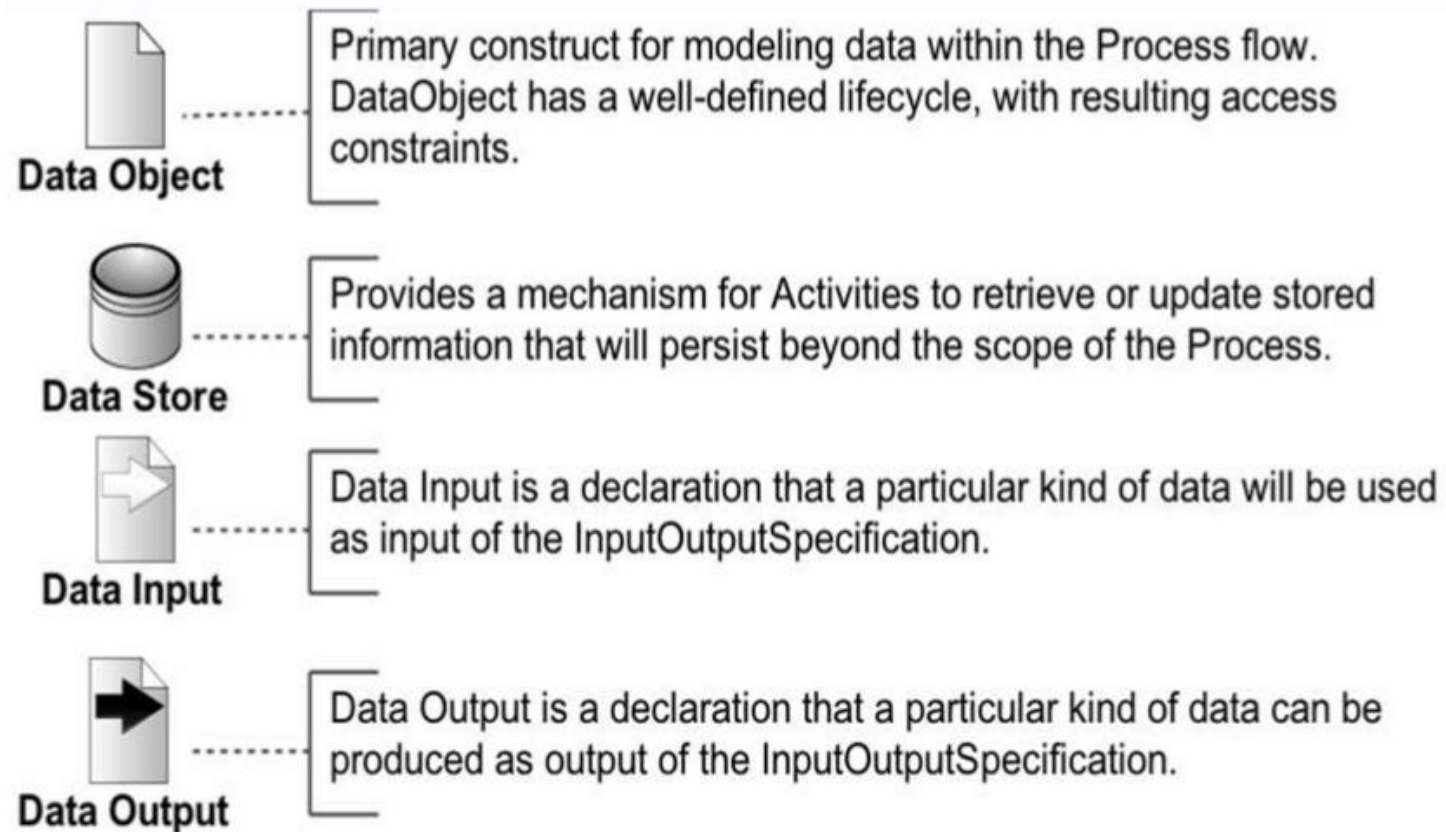 Primary construct for modeling data within the Process flow.
DataObject has a well-defined lifecycle, with resulting access
constraints.
Data Object
Provides a mechanism for Activities to retrieve or update stored
information that will persist beyond the scope of the Process.
Data Store
Data Input is a declaration that a particular kind of data will be used
as input of the InputOutputSpecification.
Data Input
Data Output is a declaration that a particular kind of data can be
produced as output of the InputOutputSpecification.
Data Output